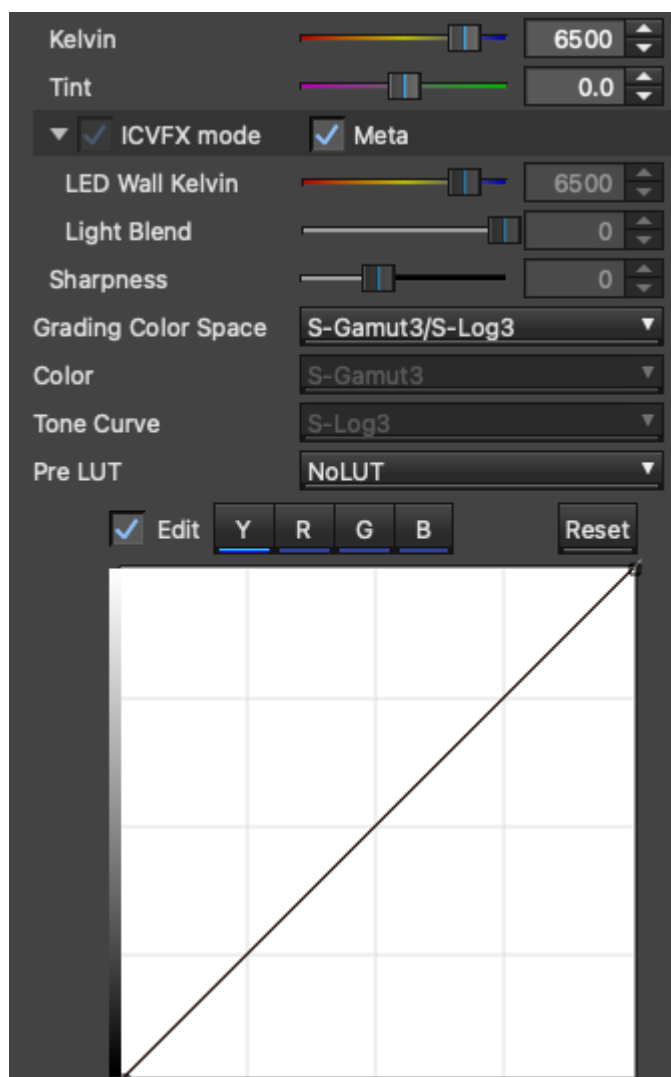 Kelvin 6500
Tint 0.0
ICVFX mode Meta
LED Wall Kelvin 6500
Light Blend 0
Sharpness 0
Grading Color Space S-Gamut3/S-Log3
Color S-Gamut3
Tone Curve S-Log3
Pre LUT NoLUT
Edit Y R G B Reset